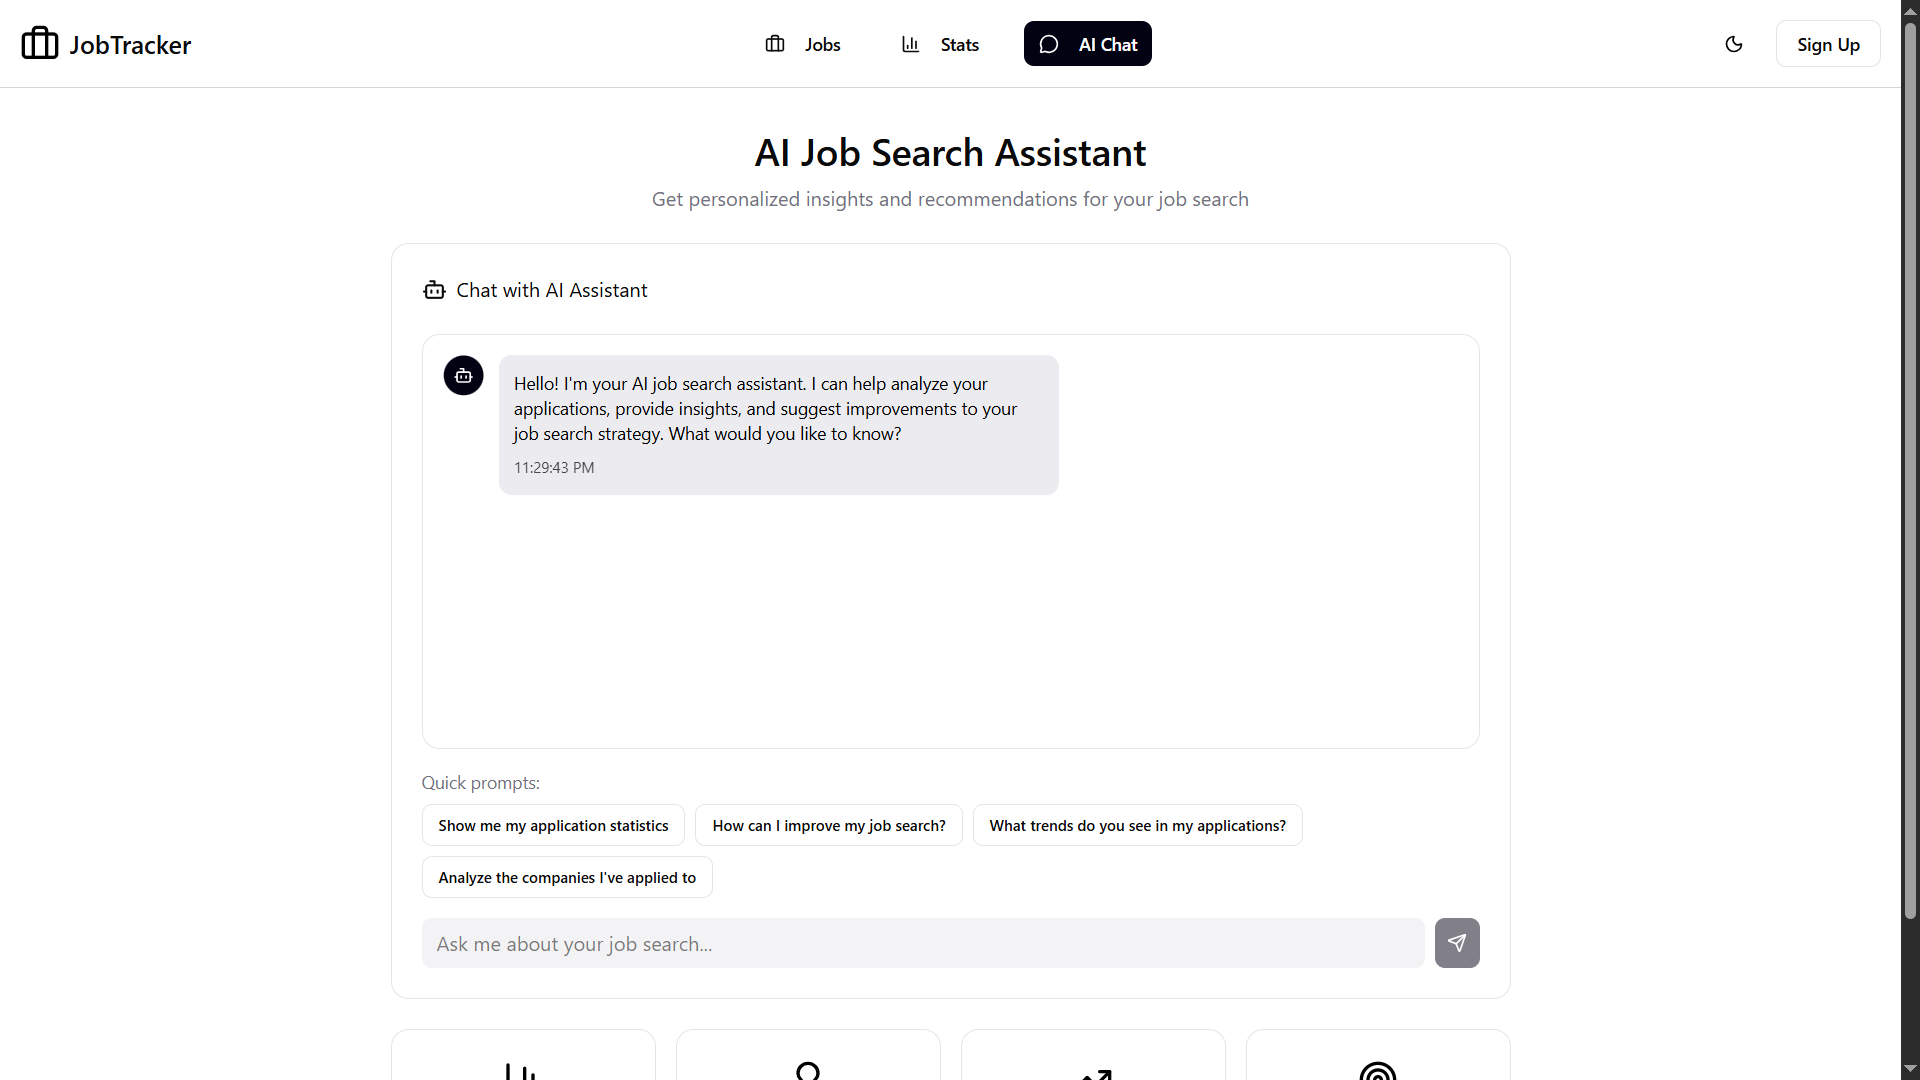 JobTracker
Jobs
Stats
AI Chat
Sign Up
AI Job Search Assistant
Get personalized insights and recommendations for your job search
Chat with AI Assistant
Hello! I'm your AI job search assistant. I can help analyze your
applications, provide insights, and suggest improvements to your
job search strategy. What would you like to know?
11:29:43 PM
Quick prompts:
Show me my application statistics
How can I improve my job search?
What trends do you see in my applications?
Analyze the companies I've applied to
Ask me about your job search...